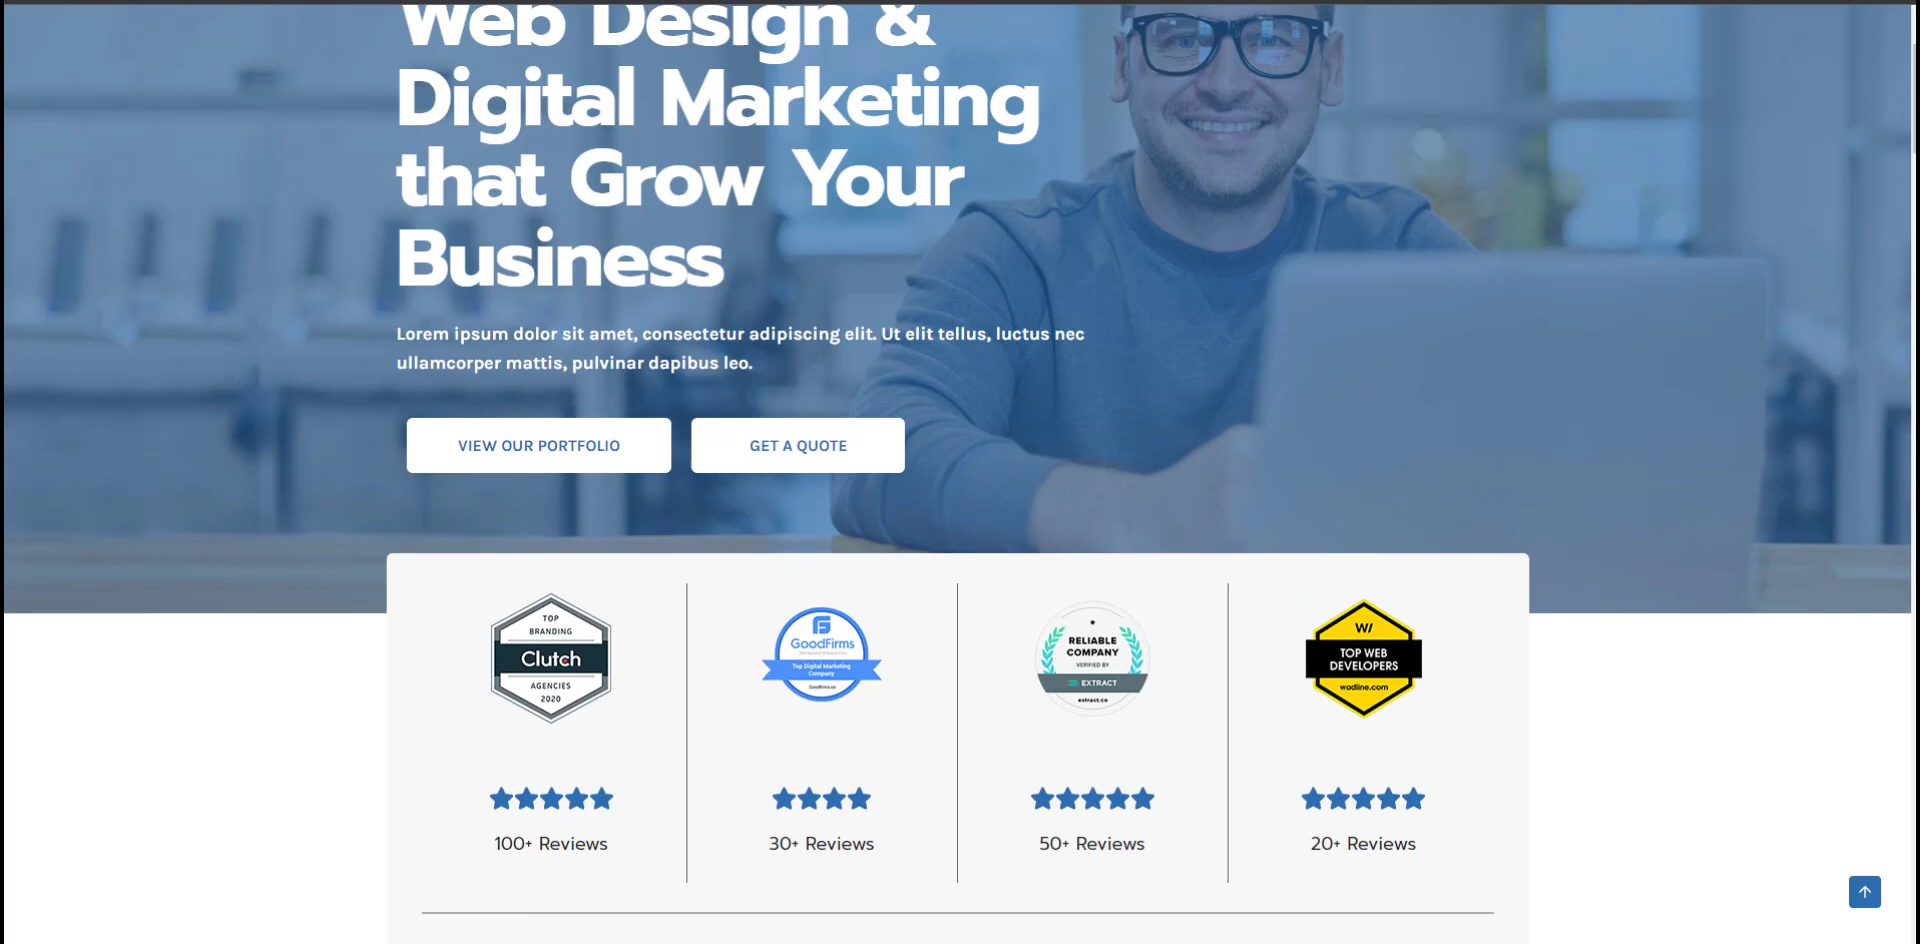 Web Design &
Digital Marketing
that Grow Your
Business
Lorem ipsum dolor sit amet, consectetur adipiscing elit. Ut elit tellus, luctus nec
ullamcorper mattis, pulvinar dapibus leo.
VIEW OUR PORTFOLIO
GET A QUOTE
TOP
BRANDING
Clutch
AGENCIES
2020
GoodFirms
Top Digital Marketing
Company
Goodfirms.co
RELIABLE
COMPANY
VERIFIED BY
EXTRACT
extract.co
W/
TOP WEB
DEVELOPERS
wadline.com
100+ Reviews
30+ Reviews
50+ Reviews
20+ Reviews